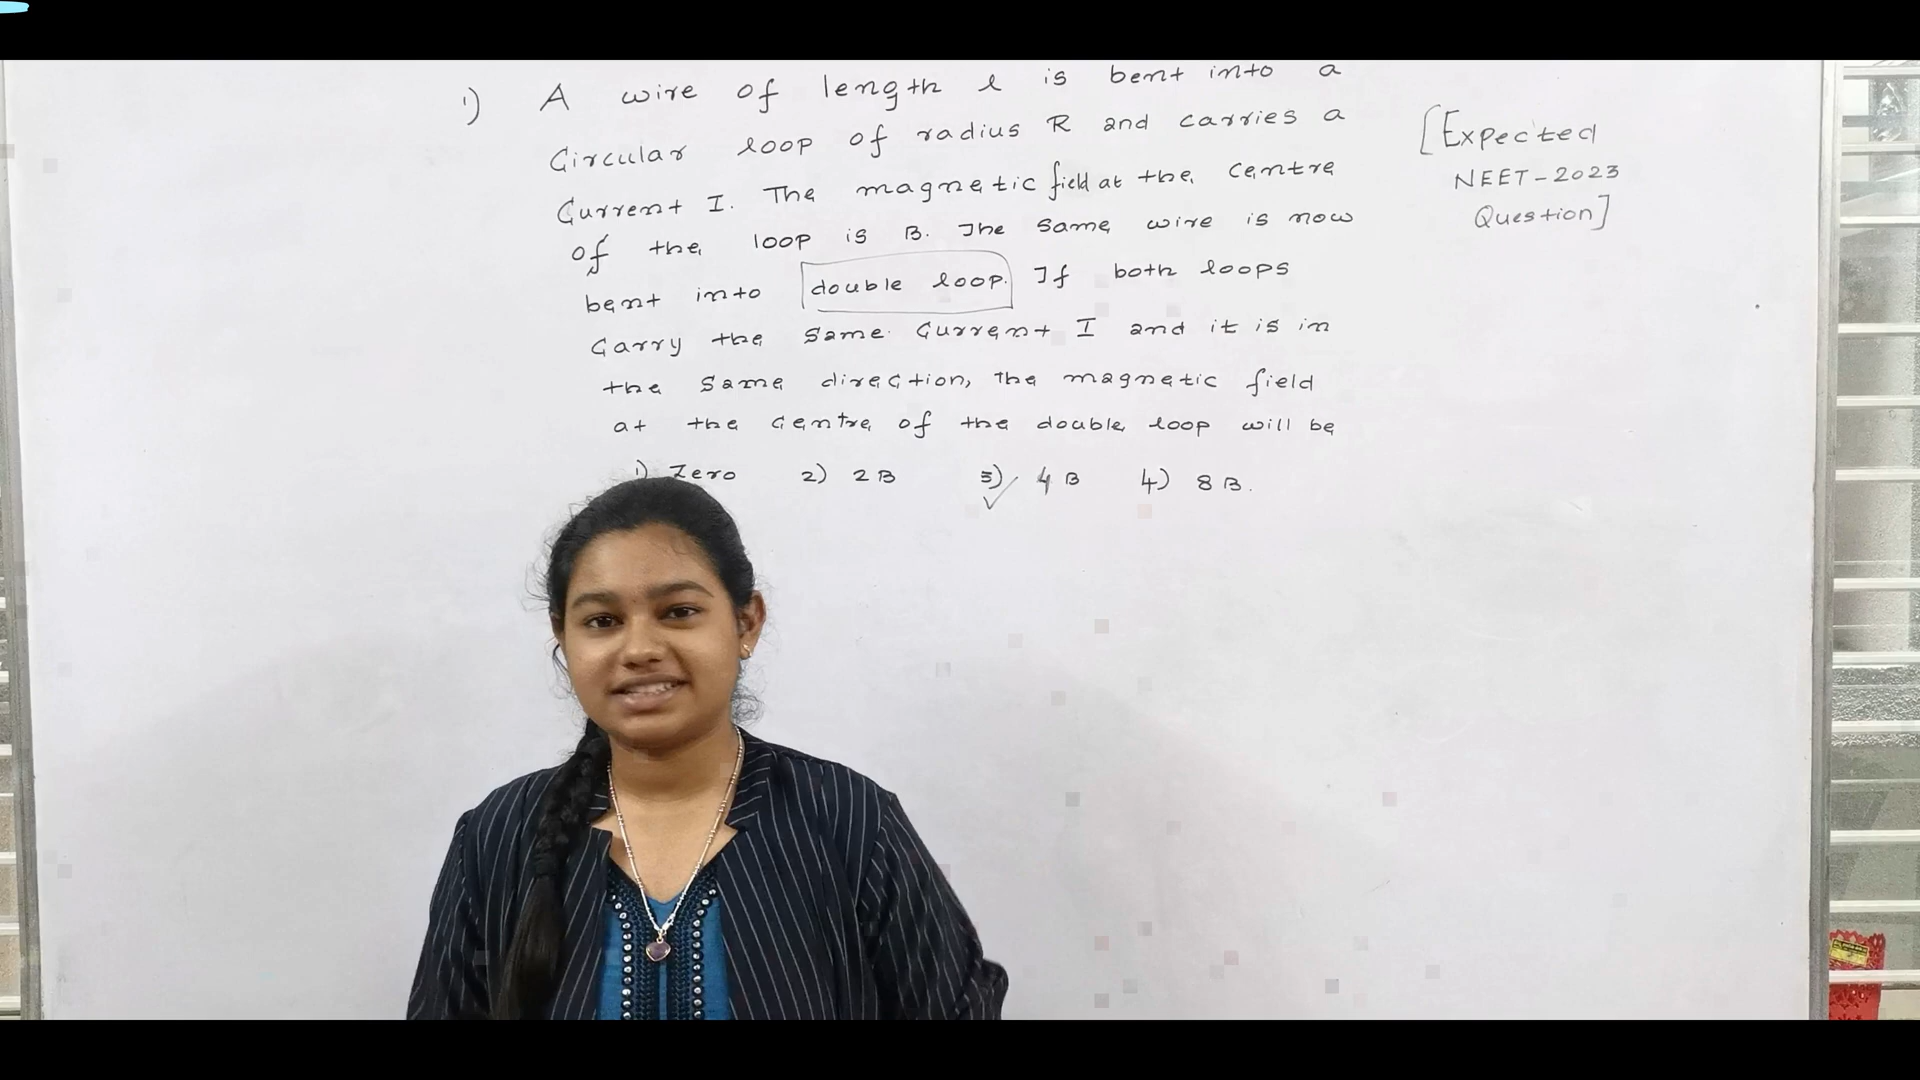 1) A wire of length l is bent into a
Circular loop of radius R and carries a
Current I. The magnetic field at the centre
of the loop is B. The same wire is now
bent into double loop. If both loops
Carry the same Current I and it is in
the same direction, the magnetic field
at the centre of the double loop will be
1) Zero 2) 2B 3) 4B 4) 8B.
[Expected
NEET-2023
Question]